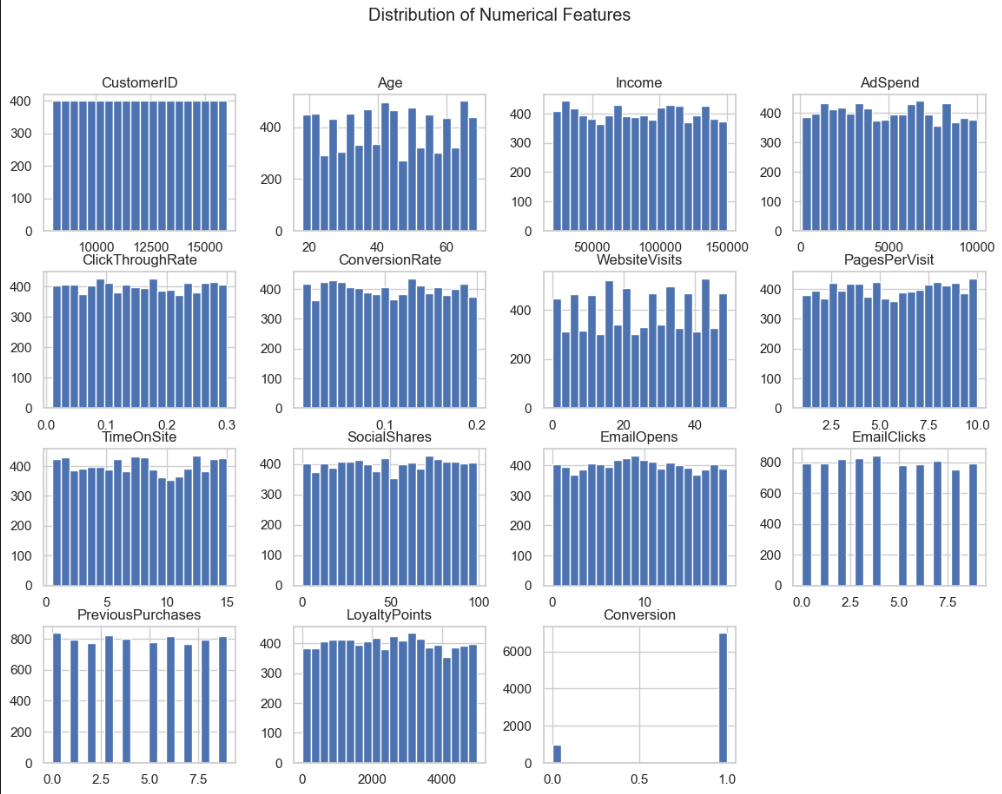 Distribution of Numerical Features
CustomerID
Age
Income
AdSpend
400
300
200
100
0
10000 12500 15000
400
200
0
20 40 60
400
300
200
100
0
50000 100000 150000
400
300
200
100
0
0 5000 10000
ClickThroughRate
ConversionRate
WebsiteVisits
PagesPerVisit
400
300
200
100
0
0.0 0.1 0.2 0.3
400
300
200
100
0
0.1 0.2
400
200
0
0 20 40
400
300
200
100
0
2.5 5.0 7.5 10.0
TimeOnSite
SocialShares
EmailOpens
EmailClicks
400
300
200
100
0
0 5 10 15
400
300
200
100
0
0 50 100
400
300
200
100
0
0 10
800
600
400
200
0
0.0 2.5 5.0 7.5
PreviousPurchases
LoyaltyPoints
Conversion
800
600
400
200
0
0.0 2.5 5.0 7.5
400
300
200
100
0
0 2000 4000
6000
4000
2000
0
0.0 0.5 1.0